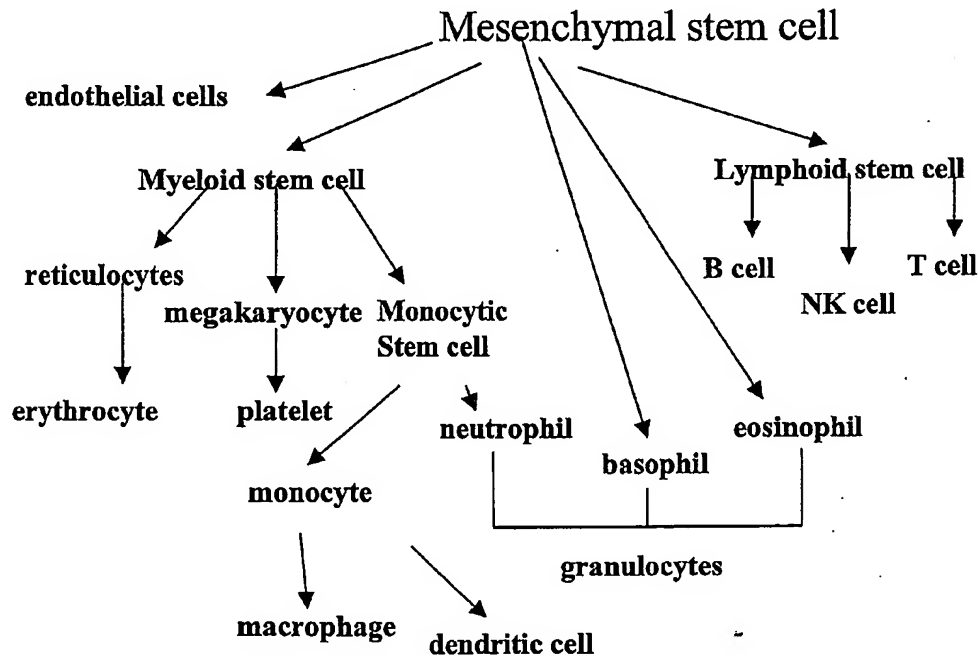 Mesenchymal stem cell
endothelial cells
Myeloid stem cell
Lymphoid stem cell
reticulocytes
megakaryocyte
Monocytic
Stem cell
B cell
NK cell
T cell
erythrocyte
platelet
neutrophil
basophil
eosinophil
monocyte
granulocytes
macrophage
dendritic cell